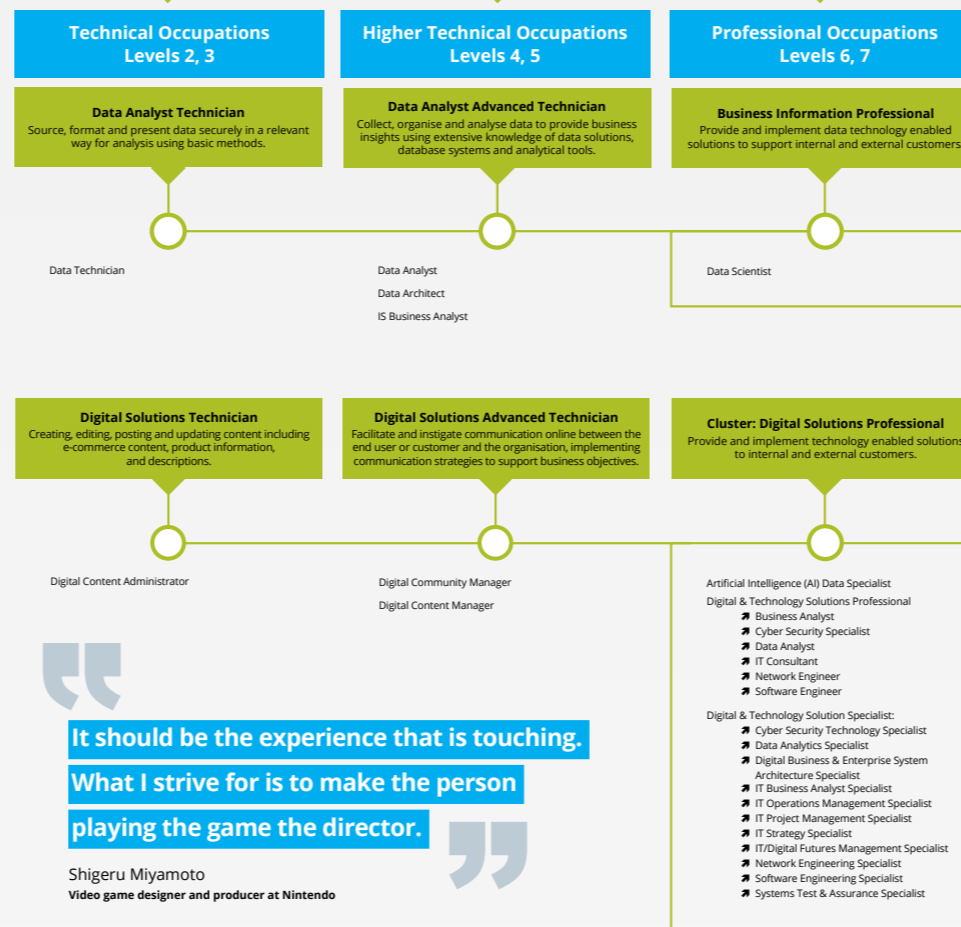 Technical Occupations
Levels 2, 3
Higher Technical Occupations
Levels 4, 5
Professional Occupations
Levels 6, 7
Data Analyst Technician
Source, format and present data securely in a relevant
way for analysis using basic methods.
Data Analyst Advanced Technician
Collect, organise and analyse data to provide business
insights using extensive knowledge of data solutions,
database systems and analytical tools.
Business Information Professional
Provide and implement data technology enabled
solutions to support internal and external customers.
Data Technician
Data Analyst
Data Architect
IS Business Analyst
Data Scientist
Digital Solutions Technician
Creating, editing, posting and updating content including
e-commerce content, product information,
and descriptions.
Digital Solutions Advanced Technician
Facilitate and instigate communication online between the
end user or customer and the organisation, implementing
communication strategies to support business objectives.
Cluster: Digital Solutions Professional
Provide and implement technology enabled solutions
to internal and external customers.
Digital Content Administrator
Digital Community Manager
Digital Content Manager
Artificial Intelligence (AI) Data Specialist
Digital & Technology Solutions Professional
Business Analyst
Cyber Security Specialist
Data Analyst
IT Consultant
Network Engineer
Software Engineer
Digital & Technology Solution Specialist:
Cyber Security Technology Specialist
Data Analytics Specialist
Digital Business & Enterprise System
Architecture Specialist
IT Business Analyst Specialist
IT Operations Management Specialist
IT Project Management Specialist
IT Strategy Specialist
IT/Digital Futures Management Specialist
Network Engineering Specialist
Software Engineering Specialist
Systems Test & Assurance Specialist
It should be the experience that is touching.
What I strive for is to make the person
playing the game the director.
Shigeru Miyamoto
Video game designer and producer at Nintendo